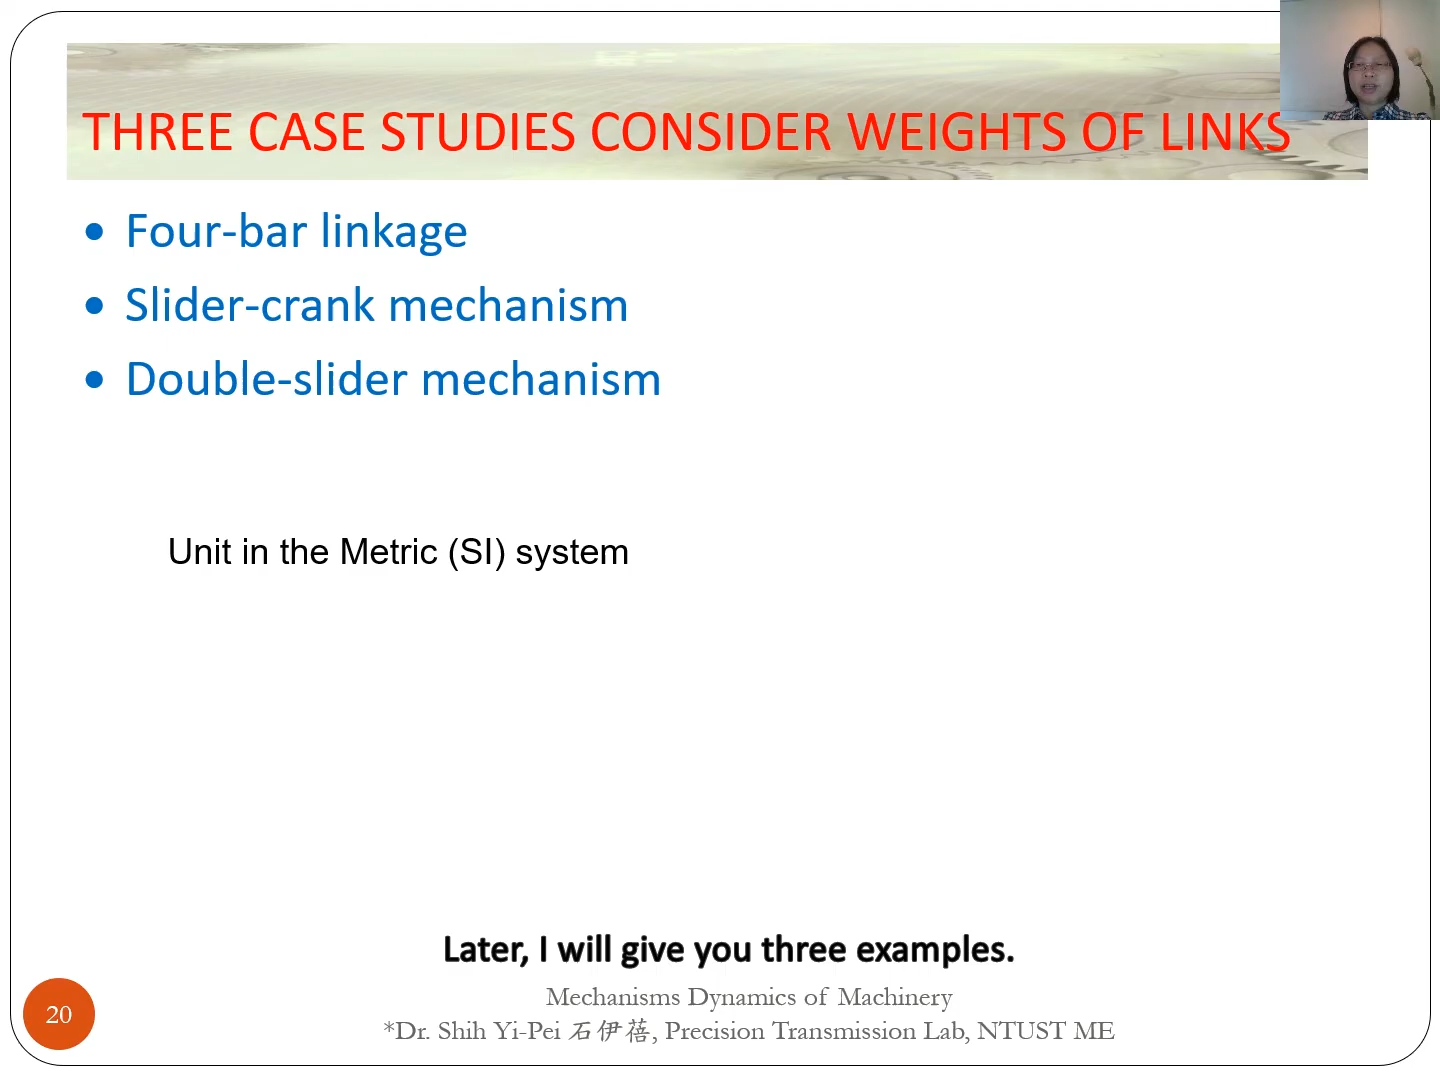 THREE CASE STUDIES CONSIDER WEIGHTS OF LINKS
• Four-bar linkage
• Slider-crank mechanism
• Double-slider mechanism
Unit in the Metric (SI) system
Later, I will give you three examples.
20
Mechanisms Dynamics of Machinery
*Dr. Shih Yi-Pei 石伊蓓, Precision Transmission Lab, NTUST ME